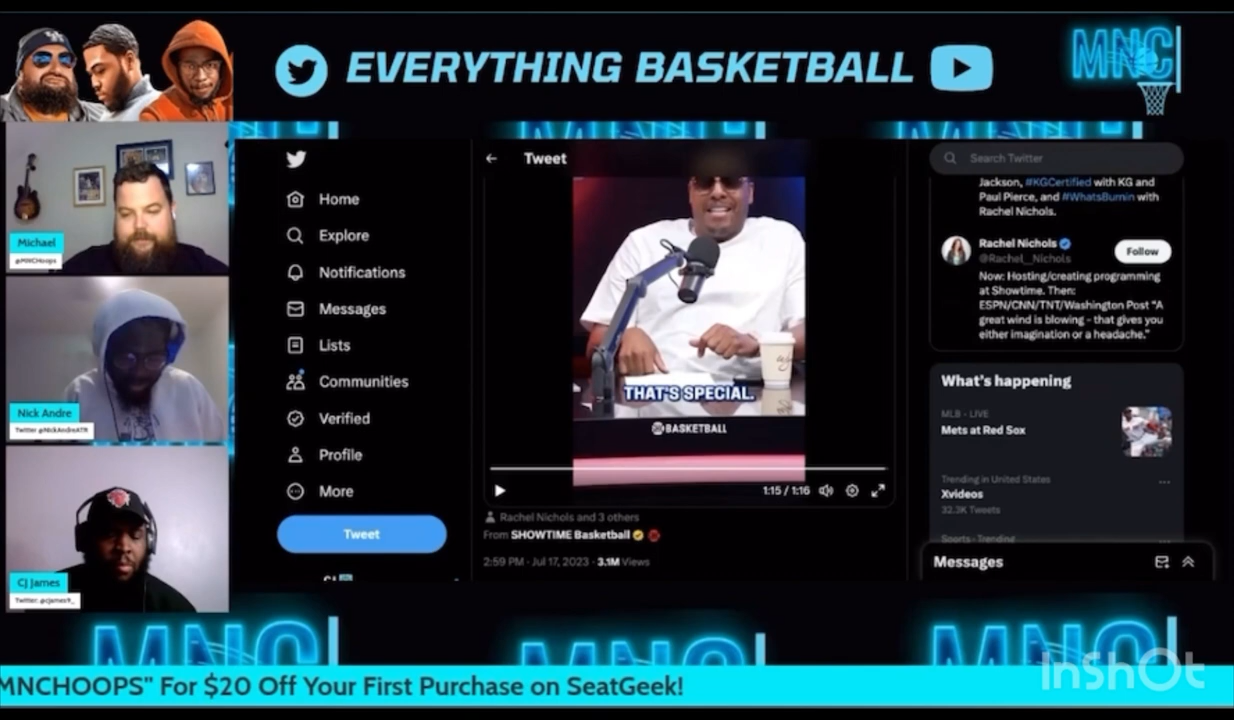 EVERYTHING BASKETBALL
MNC
Michael
@MNCHoops
Nick Andre
Twitter @NickAndreATR
CJ James
Twitter: @cjames9_
Home
Explore
Notifications
Messages
Lists
Communities
Verified
Profile
More
Tweet
Tweet
THAT'S SPECIAL.
BASKETBALL
1:15 / 1:16
Rachel Nichols and 3 others
From SHOWTIME Basketball
2:59 PM · Jul 17, 2023 · 3.1M Views
Search Twitter
Jackson, #KGCertified with KG and
Paul Pierce, and #WhatsBurnin with
Rachel Nichols.
Rachel Nichols
@Rachel__Nichols
Follow
Now: Hosting/creating programming
at Showtime. Then:
ESPN/CNN/TNT/Washington Post "A
great wind is blowing - that gives you
either imagination or a headache."
What's happening
MLB · LIVE
Mets at Red Sox
Trending in United States
Xvideos
32.3K Tweets
Sports · Trending
Messages
MNC
MNC
MNC
InShOt
MNCHOOPS" For $20 Off Your First Purchase on SeatGeek!